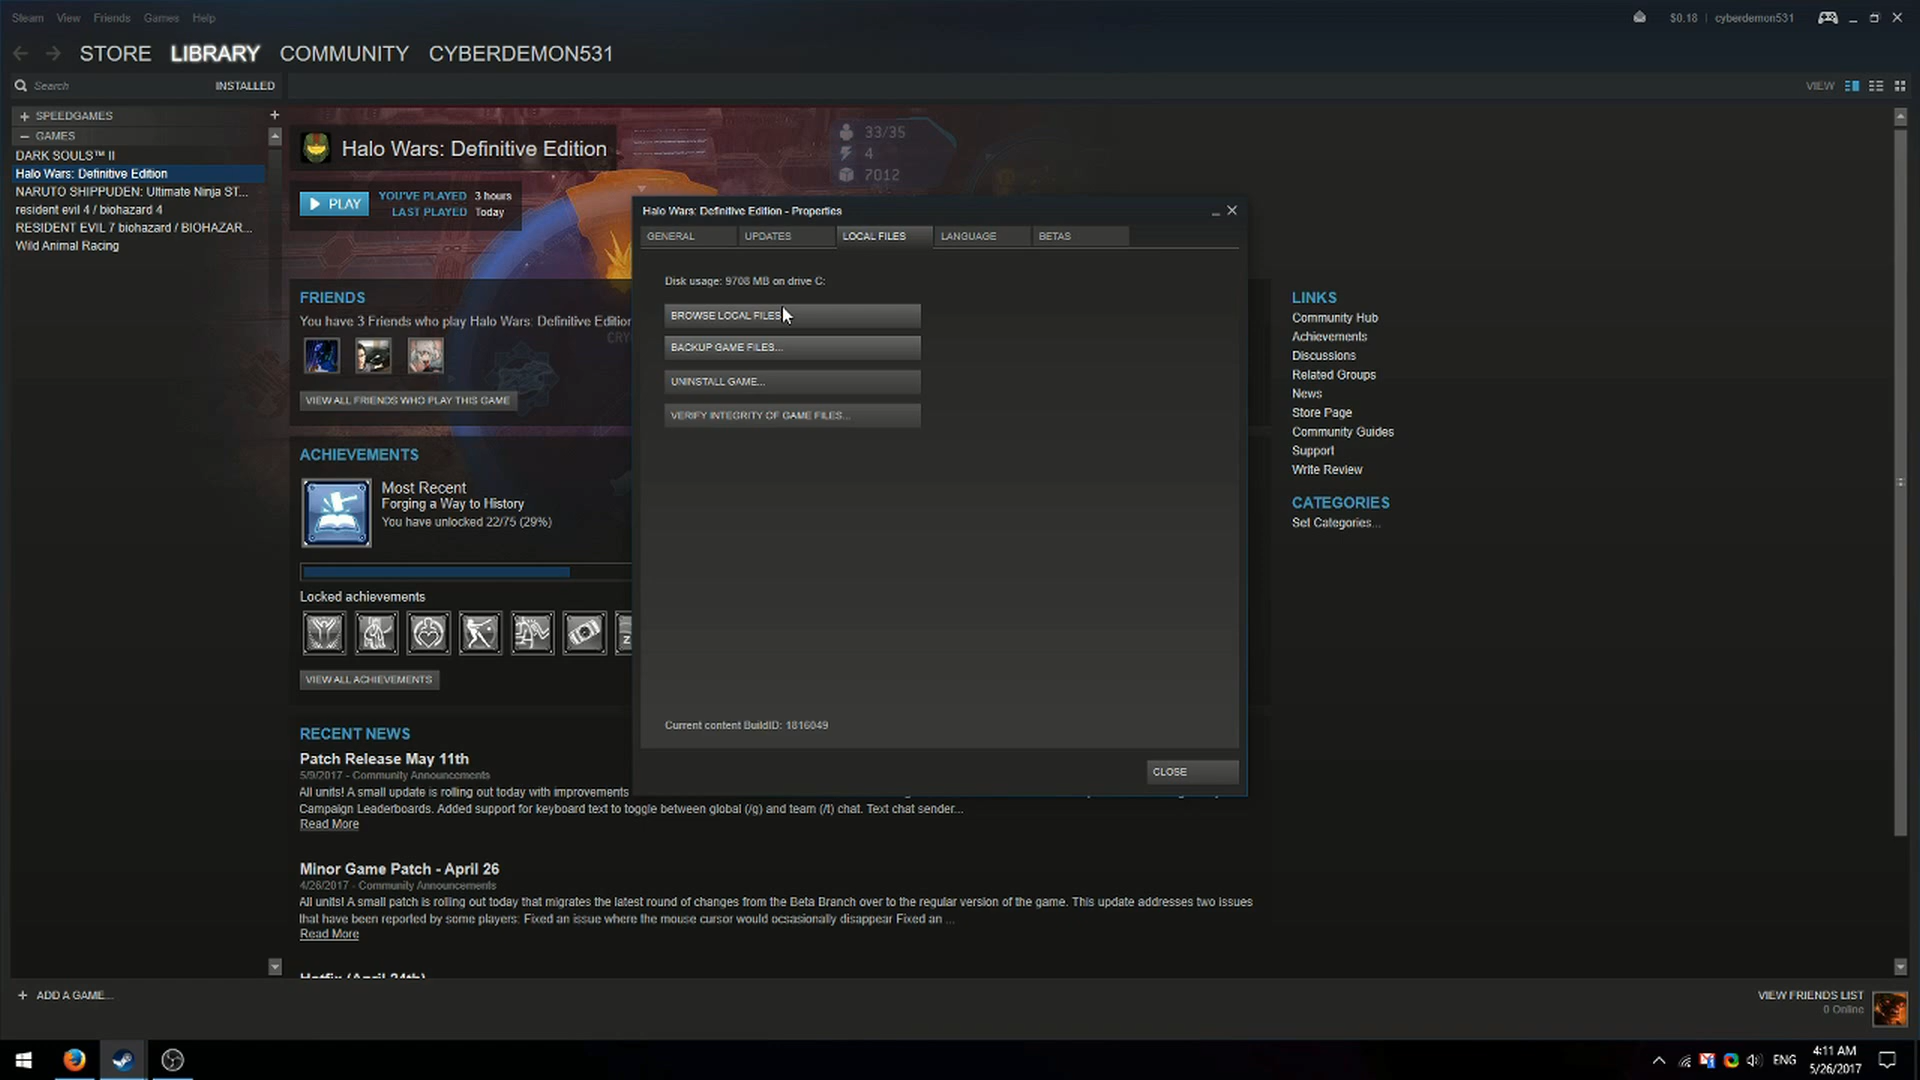 Steam View Friends Games Help
$0.18 cyberdemon531
STORE LIBRARY COMMUNITY CYBERDEMON531
Search INSTALLED
VIEW
+ SPEEDGAMES +
− GAMES
DARK SOULS™ II
Halo Wars: Definitive Edition
NARUTO SHIPPUDEN: Ultimate Ninja ST...
resident evil 4 / biohazard 4
RESIDENT EVIL 7 biohazard / BIOHAZAR...
Wild Animal Racing
Halo Wars: Definitive Edition
33/35
4
7012
PLAY
YOU'VE PLAYED 3 hours
LAST PLAYED Today
FRIENDS
You have 3 Friends who play Halo Wars: Definitive Edition
VIEW ALL FRIENDS WHO PLAY THIS GAME
ACHIEVEMENTS
Most Recent
Forging a Way to History
You have unlocked 22/75 (29%)
Locked achievements
VIEW ALL ACHIEVEMENTS
RECENT NEWS
Patch Release May 11th
5/9/2017 - Community Announcements
All units! A small update is rolling out today with improvements
Campaign Leaderboards. Added support for keyboard text to toggle between global (/g) and team (/t) chat. Text chat sender...
Read More
Minor Game Patch - April 26
4/26/2017 - Community Announcements
All units! A small patch is rolling out today that migrates the latest round of changes from the Beta Branch over to the regular version of the game. This update addresses two issues
that have been reported by some players: Fixed an issue where the mouse cursor would ocsasionally disappear Fixed an ...
Read More
Hotfix (April 24th)
Halo Wars: Definitive Edition - Properties
GENERAL UPDATES LOCAL FILES LANGUAGE BETAS
Disk usage: 9708 MB on drive C:
BROWSE LOCAL FILES
BACKUP GAME FILES...
UNINSTALL GAME...
VERIFY INTEGRITY OF GAME FILES...
Current content BuildID: 1816049
CLOSE
LINKS
Community Hub
Achievements
Discussions
Related Groups
News
Store Page
Community Guides
Support
Write Review
CATEGORIES
Set Categories...
+ ADD A GAME...
VIEW FRIENDS LIST
0 Online
ENG
4:11 AM
5/26/2017